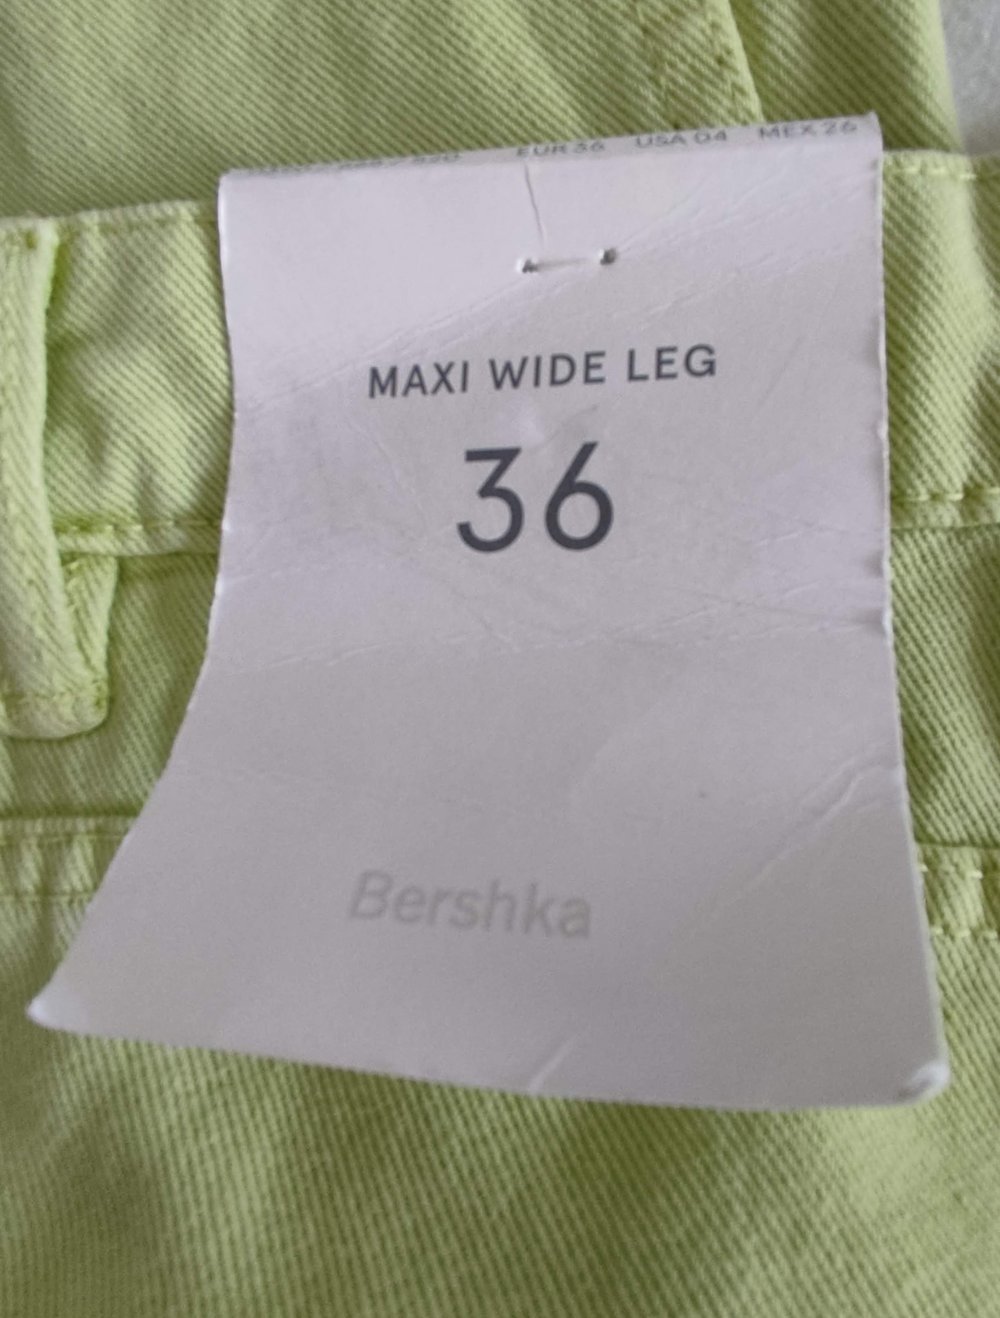 EUR 36 USA 04 MEX 26
MAXI WIDE LEG
36
Bershka